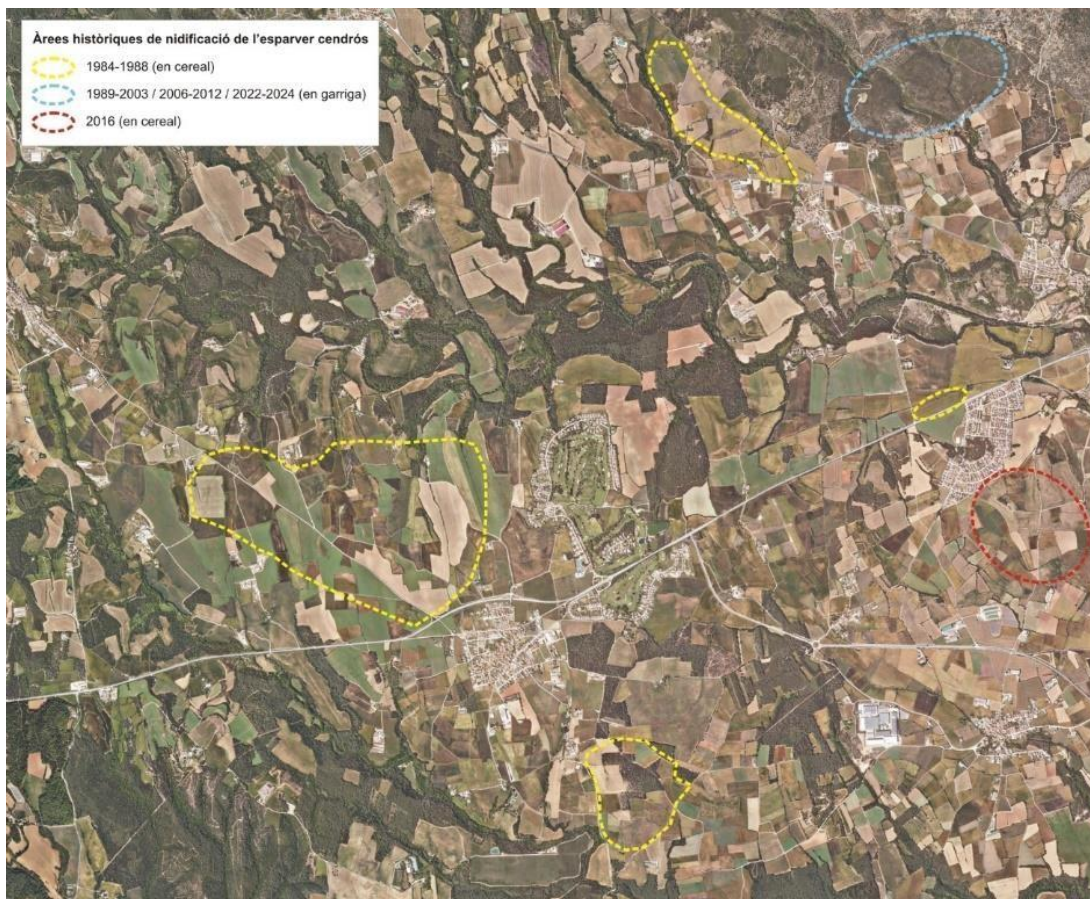 Àrees històriques de nidificació de l'esparver cendrós
1984-1988 (en cereal)
1989-2003 / 2006-2012 / 2022-2024 (en garriga)
2016 (en cereal)